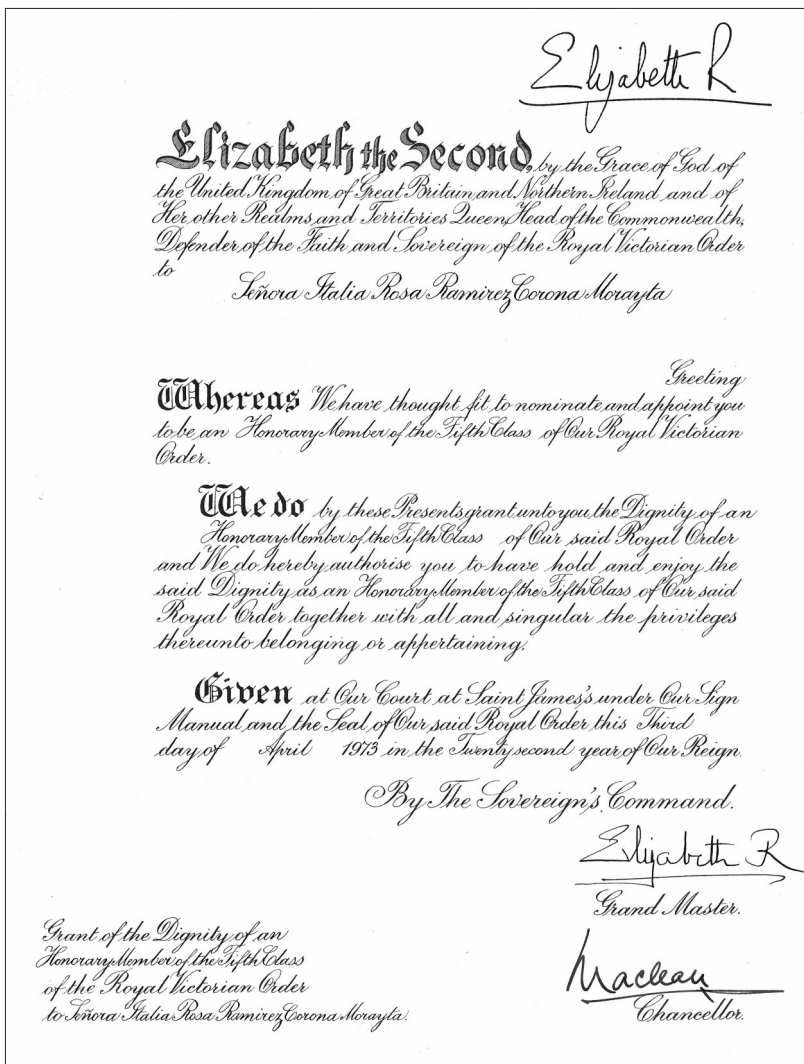 Elizabeth R
Elizabeth the Second, by the Grace of God of
the United Kingdom of Great Britain and Northern Ireland and of
Her other Realms and Territories Queen, Head of the Commonwealth,
Defender of the Faith and Sovereign of the Royal Victorian Order
to
Señora Italia Rosa Ramirez Corona Morayta
Greeting
Whereas We have thought fit to nominate and appoint you
to be an Honorary Member of the Fifth Class of Our Royal Victorian
Order.
We do by these Presents grant unto you the Dignity of an
Honorary Member of the Fifth Class of Our said Royal Order
and We do hereby authorise you to have hold and enjoy the
said Dignity as an Honorary Member of the Fifth Class of Our said
Royal Order together with all and singular the privileges
thereunto belonging or appertaining.
Given at Our Court at Saint James's under Our Sign
Manual and the Seal of Our said Royal Order this Third
day of April 1973 in the Twenty second year of Our Reign.
By The Sovereign's Command.
Elizabeth R
Grand Master.
Grant of the Dignity of an
Honorary Member of the Fifth Class
of the Royal Victorian Order
to Señora Italia Rosa Ramirez Corona Morayta.
Maclean
Chancellor.